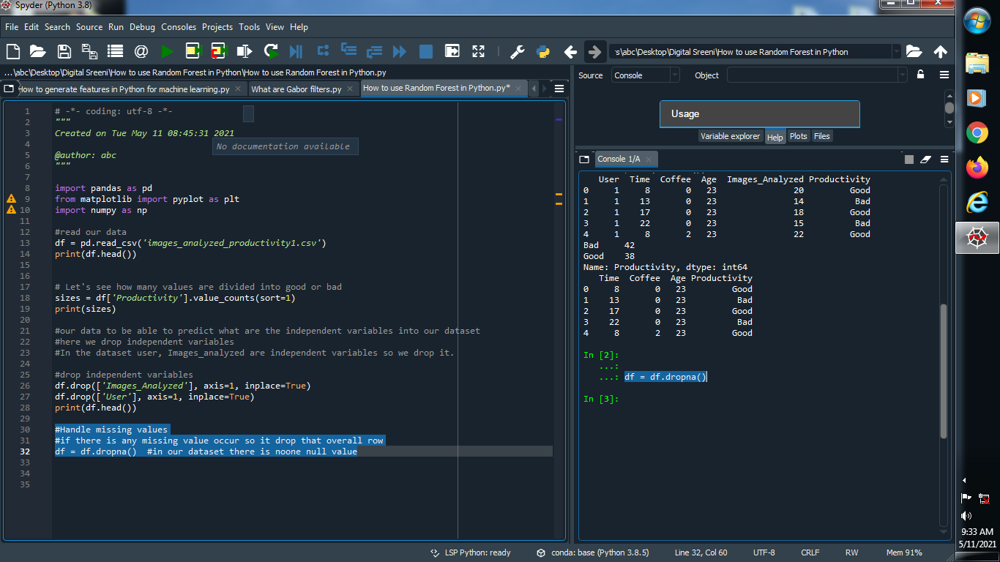 Spyder (Python 3.8)
File Edit Search Source Run Debug Consoles Projects Tools View Help
:s\abc\Desktop\Digital Sreeni\How to use Random Forest in Python
...\abc\Desktop\Digital Sreeni\How to use Random Forest in Python\How to use Random Forest in Python.py
How to generate features in Python for machine learning.py
What are Gabor filters.py
How to use Random Forest in Python.py*
1 # -*- coding: utf-8 -*-
2 """
3 Created on Tue May 11 08:45:31 2021
4
No documentation available
5 @author: abc
6 """
7
8 import pandas as pd
9 from matplotlib import pyplot as plt
10 import numpy as np
11
12 #read our data
13 df = pd.read_csv('images_analyzed_productivity1.csv')
14 print(df.head())
15
16
17 # Let's see how many values are divided into good or bad
18 sizes = df['Productivity'].value_counts(sort=1)
19 print(sizes)
20
21 #our data to be able to predict what are the independent variables into our dataset
22 #here we drop independent variables
23 #In the dataset user, Images_analyzed are independent variables so we drop it.
24
25 #drop independent variables
26 df.drop(['Images_Analyzed'], axis=1, inplace=True)
27 df.drop(['User'], axis=1, inplace=True)
28 print(df.head())
29
30 #Handle missing values
31 #if there is any missing value occur so it drop that overall row
32 df = df.dropna()  #in our dataset there is noone null value
33
34
35
Source Console Object
Usage
Variable explorer Help Plots Files
Console 1/A
User Time Coffee Age Images_Analyzed Productivity
0 1 8 0 23 20 Good
1 1 13 0 23 14 Bad
2 1 17 0 23 18 Good
3 1 22 0 23 15 Bad
4 1 8 2 23 22 Good
Bad 42
Good 38
Name: Productivity, dtype: int64
Time Coffee Age Productivity
0 8 0 23 Good
1 13 0 23 Bad
2 17 0 23 Good
3 22 0 23 Bad
4 8 2 23 Good
In [2]:
...:
...: df = df.dropna()
In [3]:
LSP Python: ready conda: base (Python 3.8.5) Line 32, Col 60 UTF-8 CRLF RW Mem 91%
9:33 AM
5/11/2021